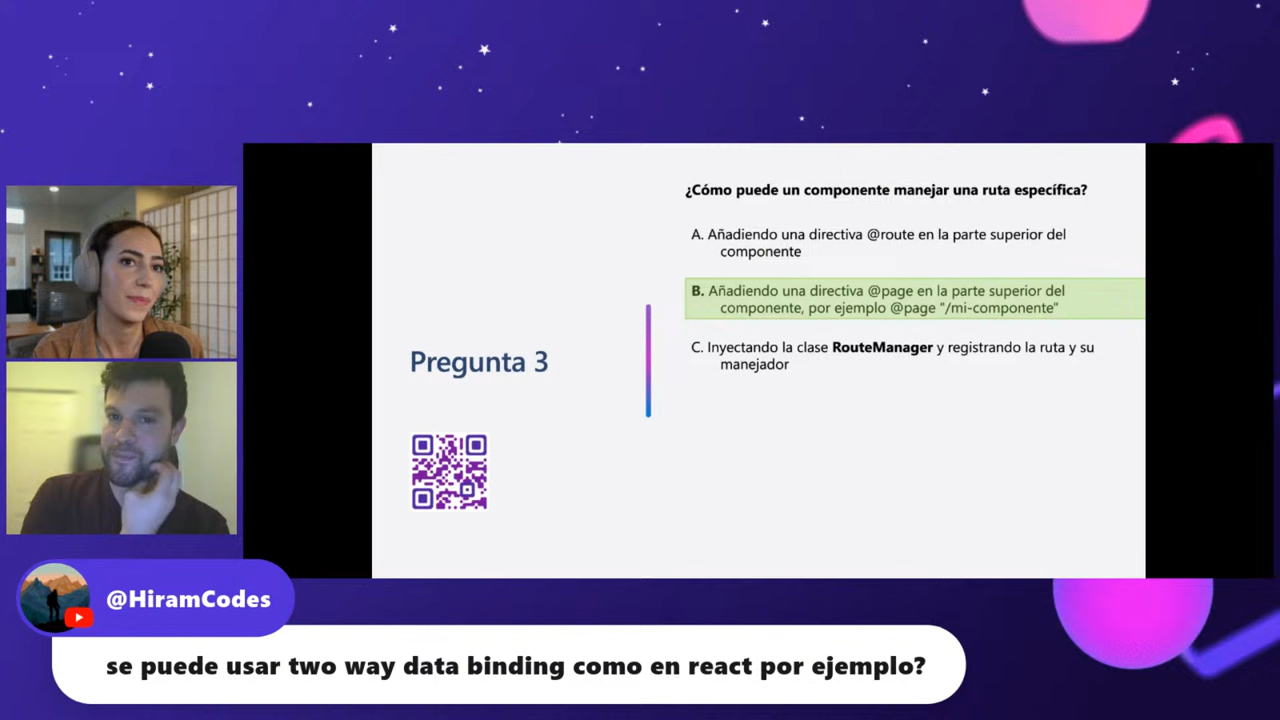 ¿Cómo puede un componente manejar una ruta específica?
A. Añadiendo una directiva @route en la parte superior del
componente
B. Añadiendo una directiva @page en la parte superior del
componente, por ejemplo @page "/mi-componente"
C. Inyectando la clase RouteManager y registrando la ruta y su
manejador
Pregunta 3
@HiramCodes
se puede usar two way data binding como en react por ejemplo?